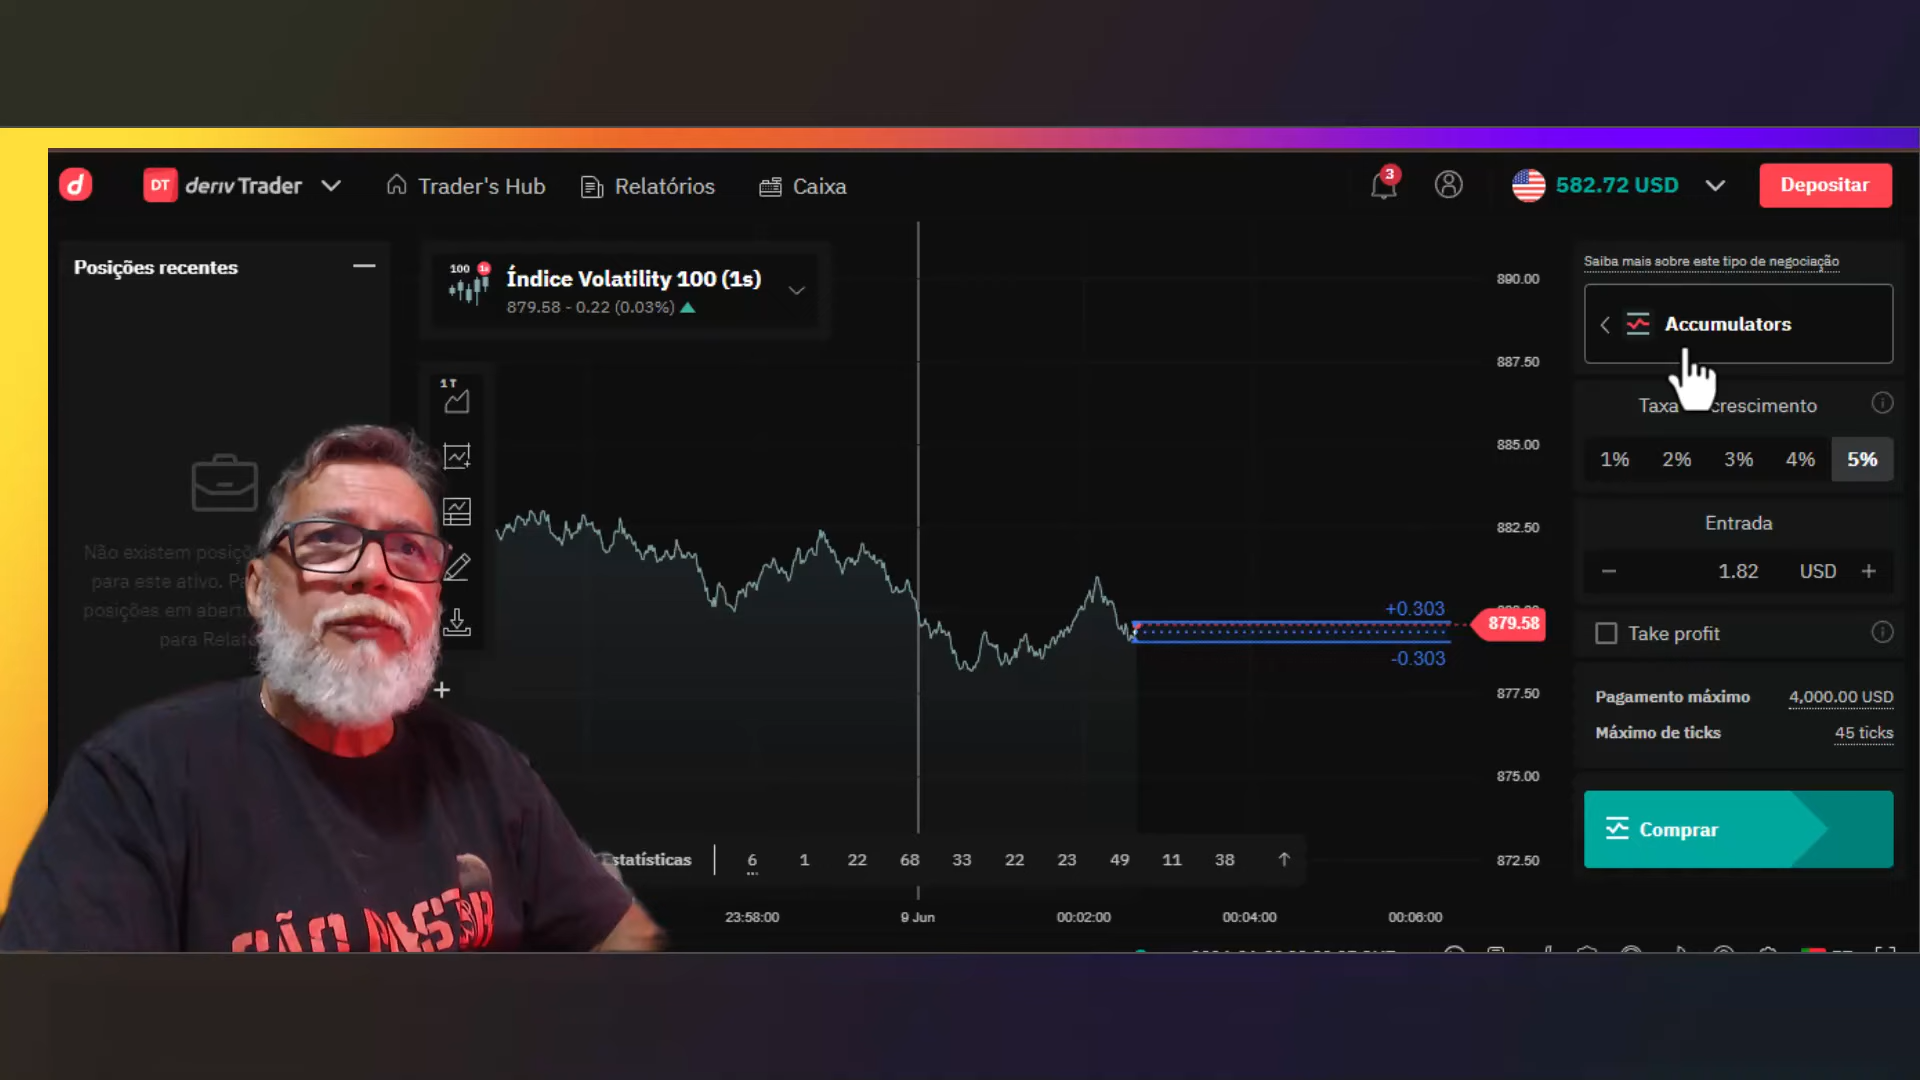 DT deriv Trader
Trader's Hub
Relatórios
Caixa
3
582.72 USD
Depositar
Posições recentes
Não existem
para este ativo.
posições em
para
100 1s
Índice Volatility 100 (1s)
879.58 - 0.22 (0.03%)
1T
890.00
887.50
885.00
882.50
+0.303
879.58
-0.303
877.50
875.00
872.50
6 1 22 68 33 22 23 49 11 38
23:58:00 9 Jun 00:02:00 00:04:00 00:06:00
Saiba mais sobre este tipo de negociação
Accumulators
Taxa crescimento
1% 2% 3% 4% 5%
Entrada
− 1.82 USD +
Take profit
Pagamento máximo 4,000.00 USD
Máximo de ticks 45 ticks
Comprar